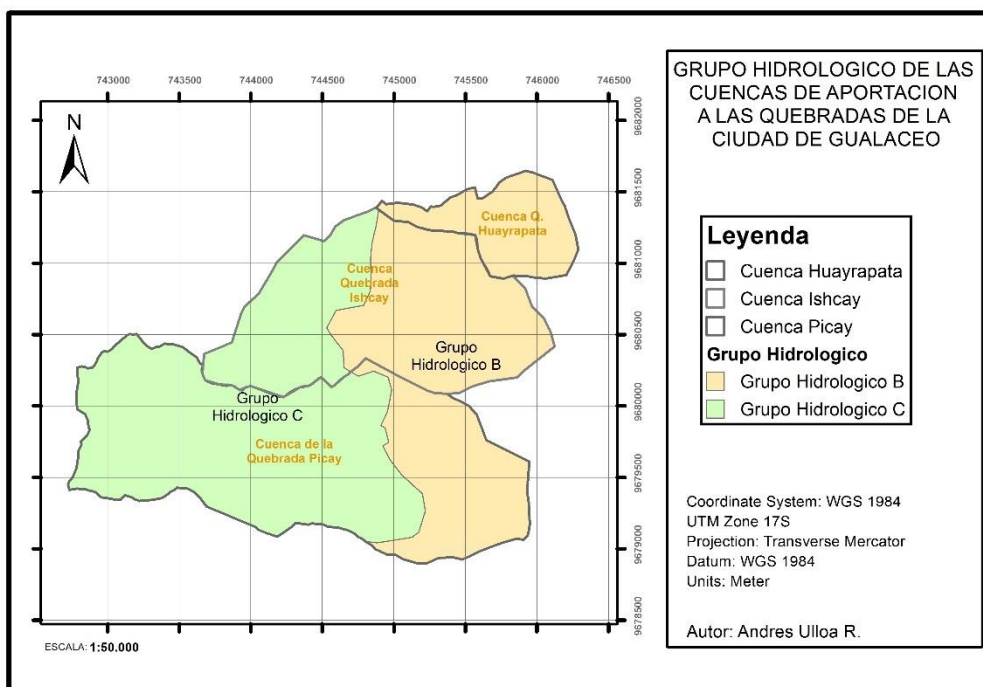 743000 743500 744000 744500 745000 745500 746000 746500
N
9682000
9681500
9681000
9680500
9680000
9679500
9679000
9678500
Cuenca Q.
Huayrapata
Cuenca
Quebrada
Ishcay
Grupo
Hidrologico B
Grupo
Hidrologico C
Cuenca de la
Quebrada Picay
ESCALA: 1:50.000
GRUPO HIDROLOGICO DE LAS
CUENCAS DE APORTACION
A LAS QUEBRADAS DE LA
CIUDAD DE GUALACEO
Leyenda
Cuenca Huayrapata
Cuenca Ishcay
Cuenca Picay
Grupo Hidrologico
Grupo Hidrologico B
Grupo Hidrologico C
Coordinate System: WGS 1984
UTM Zone 17S
Projection: Transverse Mercator
Datum: WGS 1984
Units: Meter
Autor: Andres Ulloa R.